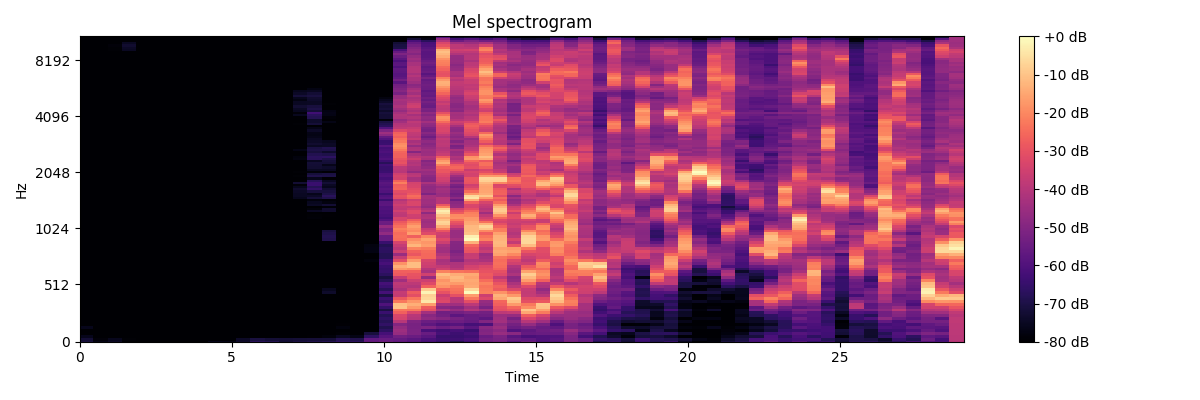 Mel spectrogram
8192
4096
2048
1024
512
0
Hz
0 5 10 15 20 25
Time
+0 dB
-10 dB
-20 dB
-30 dB
-40 dB
-50 dB
-60 dB
-70 dB
-80 dB